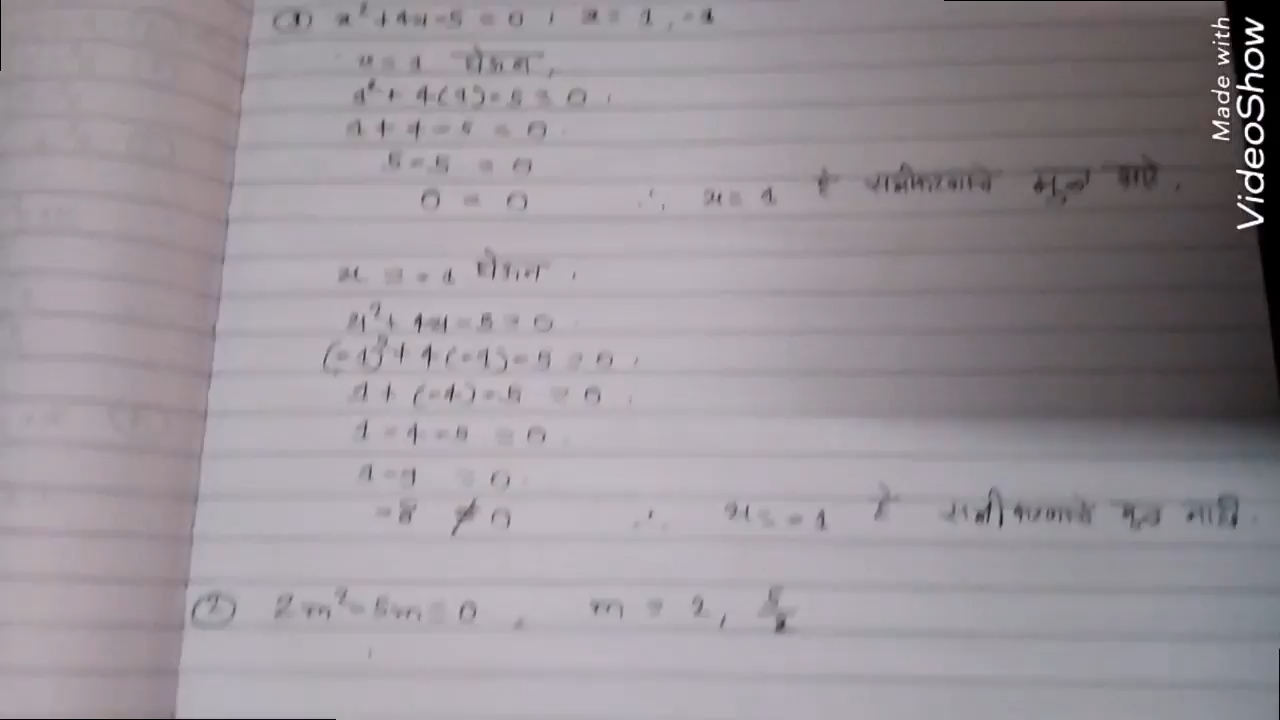 ① x² + 4x - 5 = 0 , x = 1, -1
x = 1 घेऊन,
1² + 4(1) - 5 = 0
1 + 4 - 5 = 0
5 - 5 = 0
0 = 0 ∴ x = 1 हे समीकरणाचे मूळ आहे.
x = -1 घेऊन
x² + 4x - 5 = 0
(-1)² + 4(-1) - 5 = 0
1 + (-4) - 5 = 0
1 - 4 - 5 = 0
1 - 9 = 0
-8 ≠ 0 ∴ x = -1 हे समीकरणाचे मूळ नाही.
② 2m² - 5m = 0, m = 2, 5/2
Made with
VideoShow